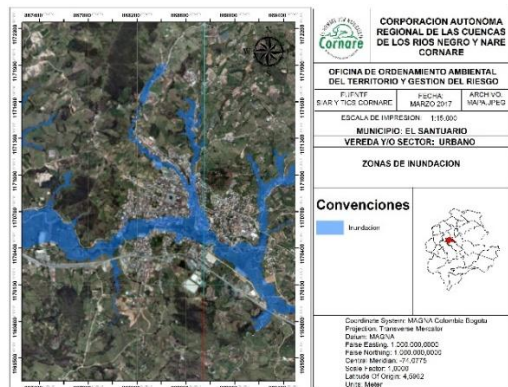 Cornare
CORPORACIÓN AUTONOMA
REGIONAL DE LAS CUENCAS
DE LOS RIOS NEGRO Y NARE
CORNARE
OFICINA DE ORDENAMIENTO AMBIENTAL
DEL TERRITORIO Y GESTION DEL RIESGO
FUENTE
SIAR Y TICS CORNARE
FECHA:
MARZO 2017
ARCHIVO:
MAPA.JPEG
ESCALA DE IMPRESION: 1:15,000
MUNICIPIO: EL SANTUARIO
VEREDA Y/O SECTOR: URBANO
ZONAS DE INUNDACION
Convenciones
Inundacion
Coordinate System: MAGNA Colombia Bogota
Projection: Transverse Mercator
Datum: MAGNA
False Easting: 1.000.000,0000
False Northing: 1.000.000,0000
Central Meridian: -74,0775
Scale Factor: 1,0000
Latitude Of Origin: 4,5962
Units: Meter